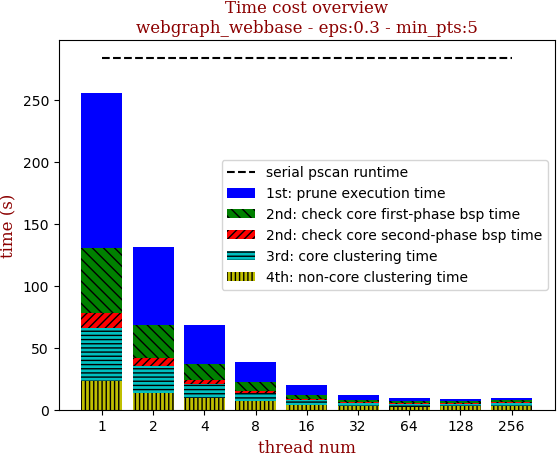 Time cost overview
webgraph_webbase - eps:0.3 - min_pts:5
time (s)
250
200
150
100
50
0
serial pscan runtime
1st: prune execution time
2nd: check core first-phase bsp time
2nd: check core second-phase bsp time
3rd: core clustering time
4th: non-core clustering time
1 2 4 8 16 32 64 128 256
thread num